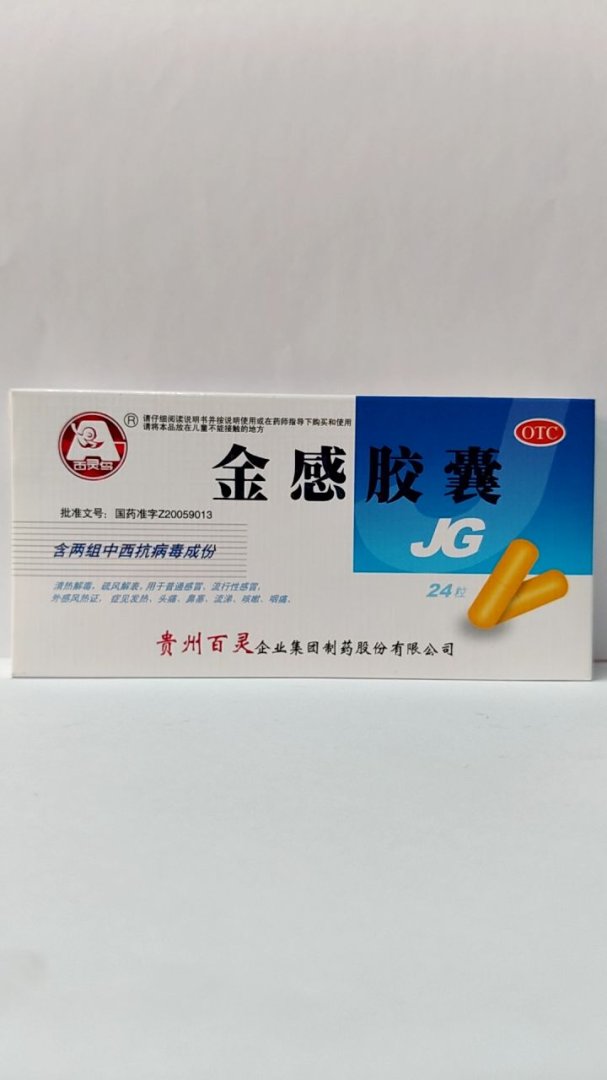 百灵鸟
®
请仔细阅读说明书并按说明使用或在药师指导下购买和使用
请将本品放在儿童不能接触的地方
OTC
金感胶囊
批准文号：国药准字Z20059013
JG
含两组中西抗病毒成份
清热解毒，疏风解表。用于普通感冒，流行性感冒，
外感风热证，症见发热、头痛、鼻塞、流涕、咳嗽、咽痛。
24粒
贵州百灵企业集团制药股份有限公司